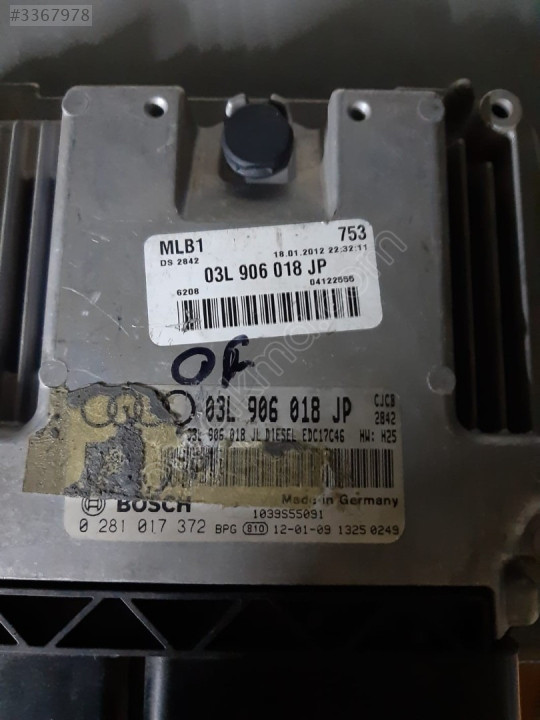 #3367978
MLB1 753
DS 2842 18.01.2012 22:32:11
03L 906 018 JP
6208 04122555
OK
03L 906 018 JP CJCB
2842
03L 906 018 JL DIESEL EDC17C46 HW: H25
BOSCH Made in Germany
1039S55091
0 281 017 372 BPG 810 12-01-09 1325 0249